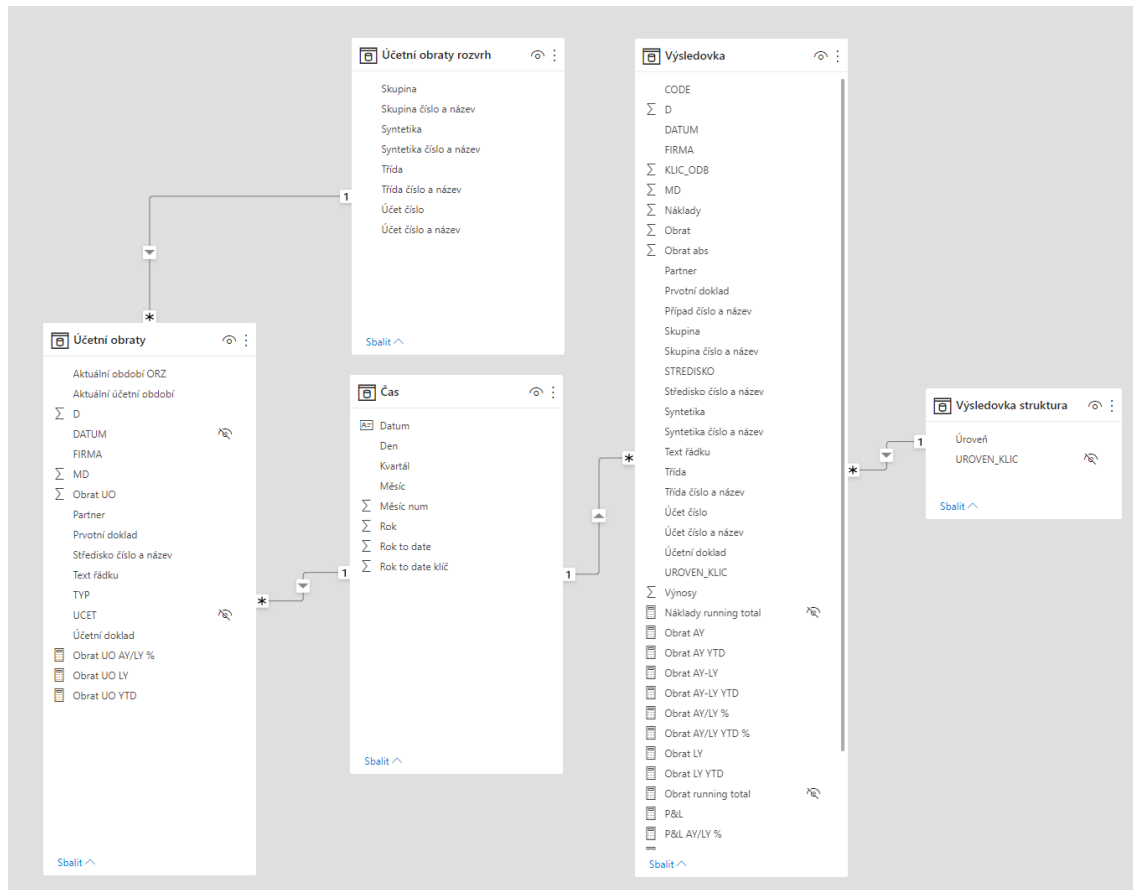 Účetní obraty rozvrh
Skupina
Skupina číslo a název
Syntetika
Syntetika číslo a název
Třída
Třída číslo a název
Účet číslo
Účet číslo a název
Sbalit
1
*
Účetní obraty
Aktuální období ORZ
Aktuální účetní období
D
DATUM
FIRMA
MD
Obrat UO
Partner
Prvotní doklad
Středisko číslo a název
Text řádku
TYP
UCET
Účetní doklad
Obrat UO AY/LY %
Obrat UO LY
Obrat UO YTD
Sbalit
*
1
Čas
Datum
Den
Kvartál
Měsíc
Měsíc num
Rok
Rok to date
Rok to date klíč
Sbalit
1
*
Výsledovka
CODE
D
DATUM
FIRMA
KLIC_ODB
MD
Náklady
Obrat
Obrat abs
Partner
Prvotní doklad
Případ číslo a název
Skupina
Skupina číslo a název
STREDISKO
Středisko číslo a název
Syntetika
Syntetika číslo a název
Text řádku
Třída
Třída číslo a název
Účet číslo
Účet číslo a název
Účetní doklad
UROVEN_KLIC
Výnosy
Náklady running total
Obrat AY
Obrat AY YTD
Obrat AY-LY
Obrat AY-LY YTD
Obrat AY/LY %
Obrat AY/LY YTD %
Obrat LY
Obrat LY YTD
Obrat running total
P&L
P&L AY/LY %
Sbalit
*
1
Výsledovka struktura
Úroveň
UROVEN_KLIC
Sbalit